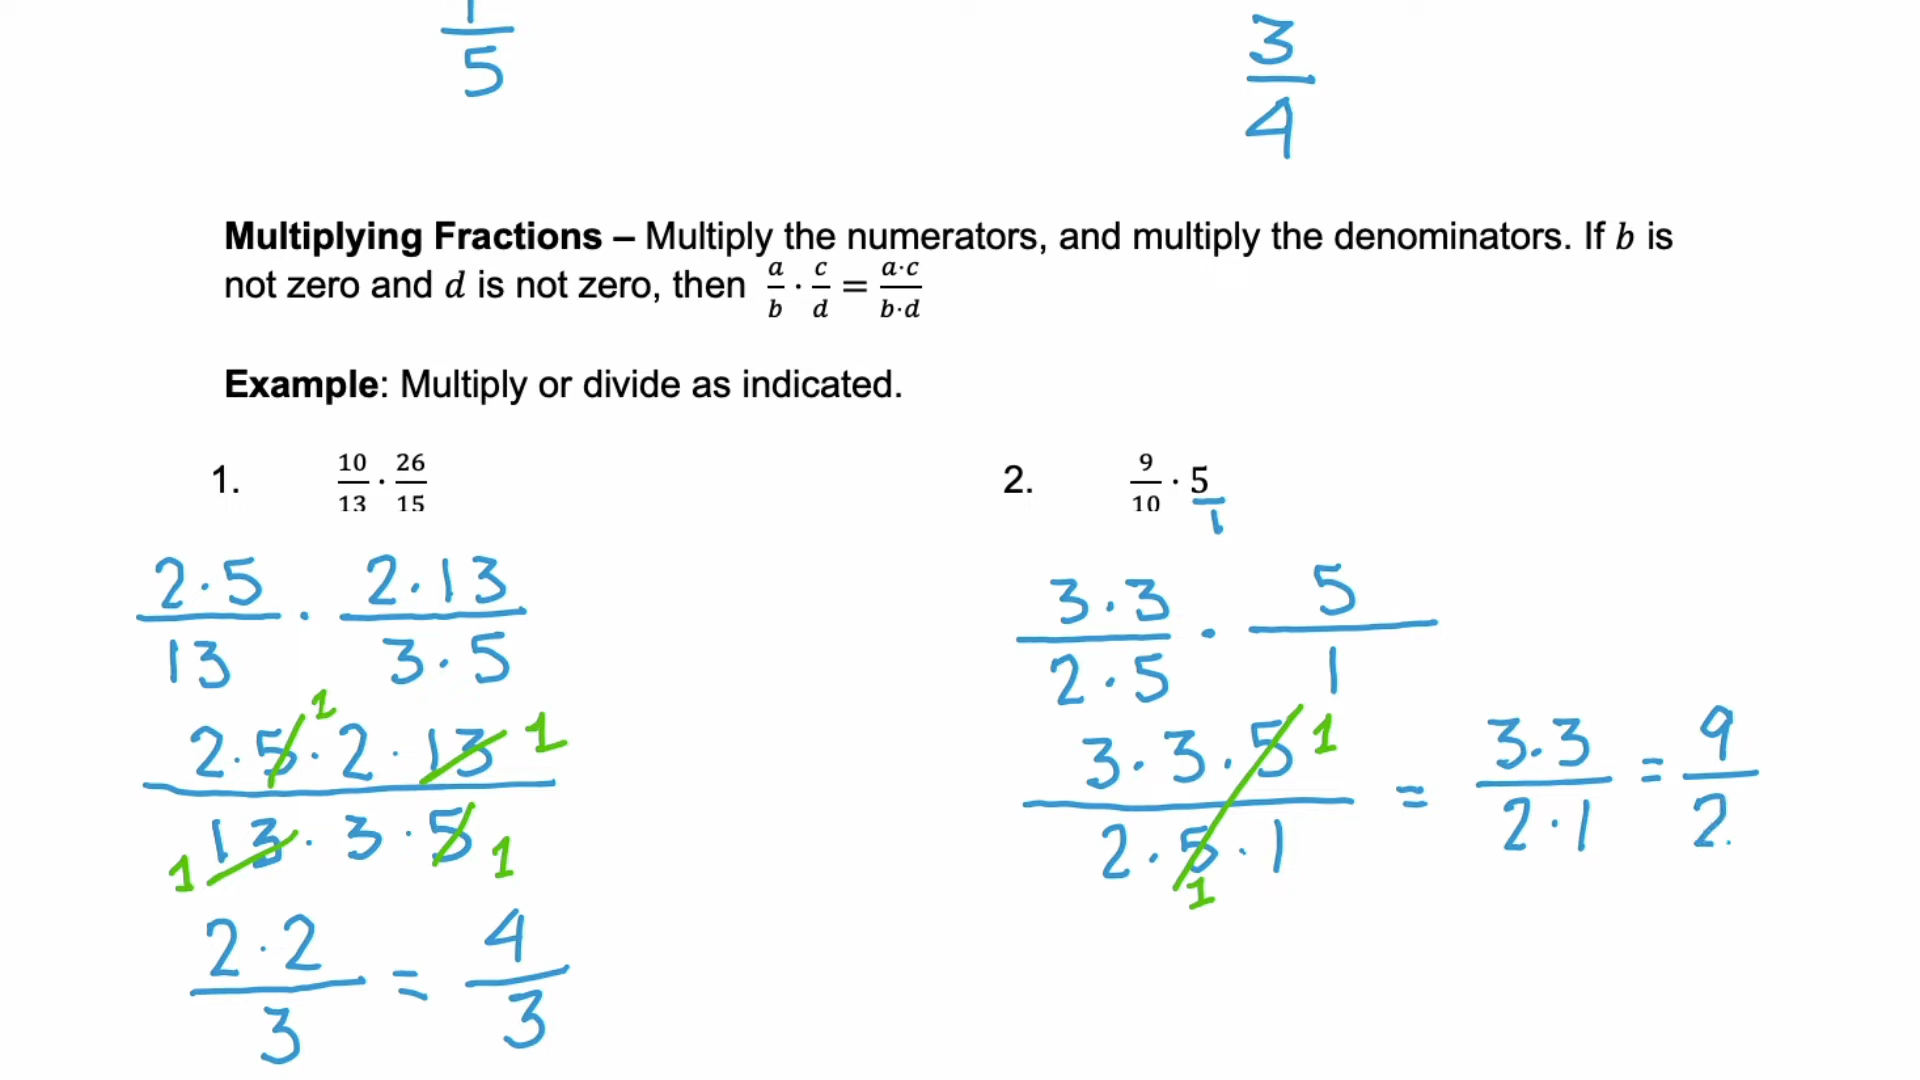 1/5
3/4
Multiplying Fractions – Multiply the numerators, and multiply the denominators. If b is
not zero and d is not zero, then a/b · c/d = a·c/b·d
Example: Multiply or divide as indicated.
1. 10/13 · 26/15
2·5/13 · 2·13/3·5
2·5·2·13/13·3·5
1 1
1 1
2·2/3 = 4/3
2. 9/10 · 5/1
3·3/2·5 · 5/1
3·3·5/2·5·1 = 3·3/2·1 = 9/2
1
1